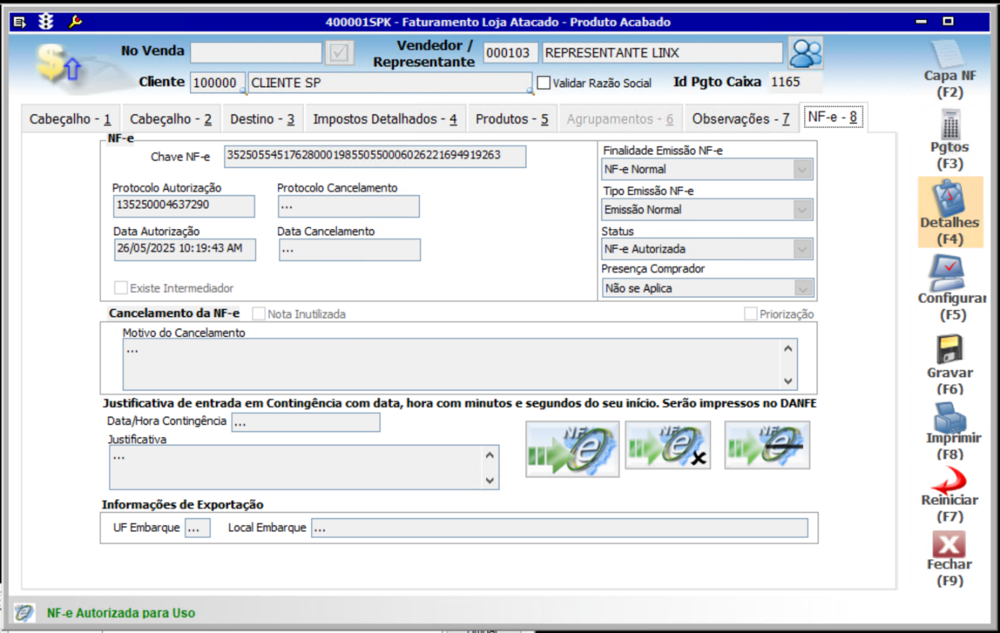 400001SPK - Faturamento Loja Atacado - Produto Acabado
No Venda
Vendedor / Representante 000103 REPRESENTANTE LINX
Cliente 100000 CLIENTE SP Validar Razão Social Id Pgto Caixa 1165
Cabeçalho - 1 Cabeçalho - 2 Destino - 3 Impostos Detalhados - 4 Produtos - 5 Agrupamentos - 6 Observações - 7 NF-e - 8
NF-e
Chave NF-e 35250554517628000198550550006026221694919263
Protocolo Autorização Protocolo Cancelamento
135250004637290 ...
Data Autorização Data Cancelamento
26/05/2025 10:19:43 AM ...
Existe Intermediador
Finalidade Emissão NF-e
NF-e Normal
Tipo Emissão NF-e
Emissão Normal
Status
NF-e Autorizada
Presença Comprador
Não se Aplica
Cancelamento da NF-e Nota Inutilizada Priorização
Motivo do Cancelamento
...
Justificativa de entrada em Contingência com data, hora com minutos e segundos do seu início. Serão impressos no DANFE
Data/Hora Contingência ...
Justificativa
...
NFe NFe x NFe
Informações de Exportação
UF Embarque ... Local Embarque ...
NF-e Autorizada para Uso
Capa NF
(F2)
Pgtos
(F3)
Detalhes
(F4)
Configurar
(F5)
Gravar
(F6)
Imprimir
(F8)
Reiniciar
(F7)
Fechar
(F9)